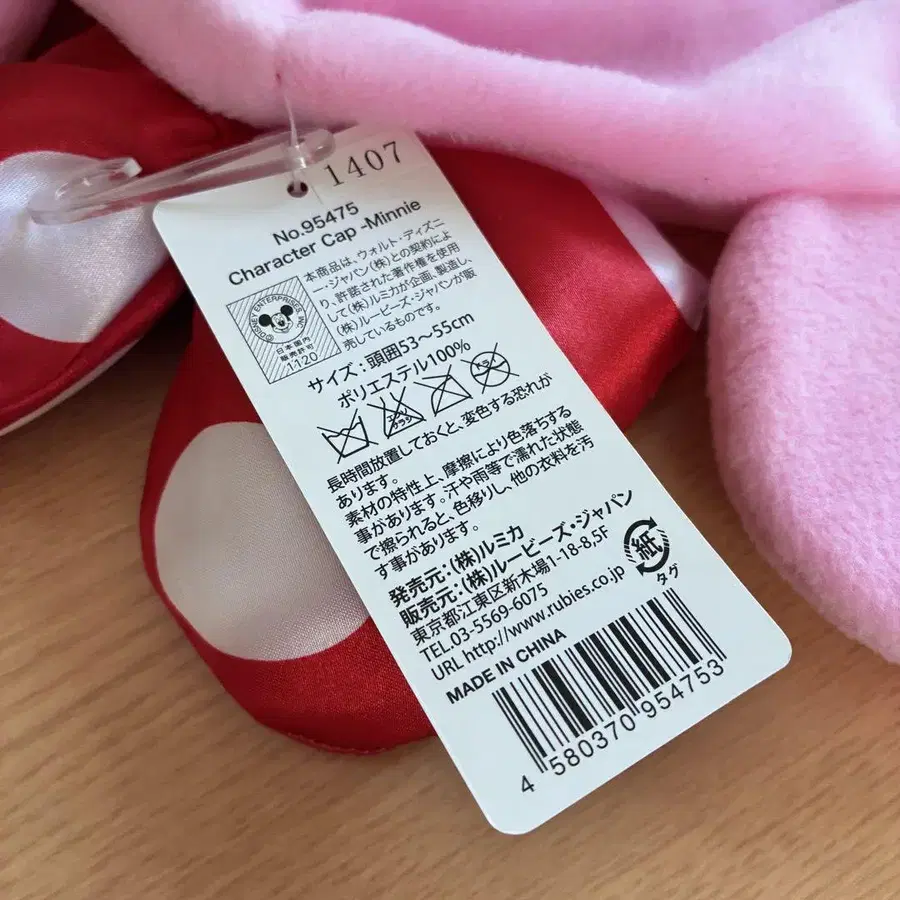 1407
No.95475
Character Cap -Minnie
本商品は、ウォルト・ディズニ
ー・ジャパン(株)との契約によ
り、許諾された著作権を使用
して(株)ルミカが企画、製造し、
(株)ルービーズ・ジャパンが販
売しているものです。
© DISNEY ENTERPRISES, INC.
日本国内
販売許可
1120
サイズ：頭囲53～55cm
ポリエステル100%
長時間放置しておくと、変色する恐れが
あります。
素材の特性上、摩擦により色落ちする
事があります。汗や雨等で濡れた状態
で擦られると、色移りし、他の衣料を汚
す事があります。
発売元：(株)ルミカ
販売元：(株)ルービーズ・ジャパン
東京都江東区新木場1-18-8,5F
TEL.03-5569-6075
URL http://www.rubies.co.jp
紙
タグ
MADE IN CHINA
4 580370 954753